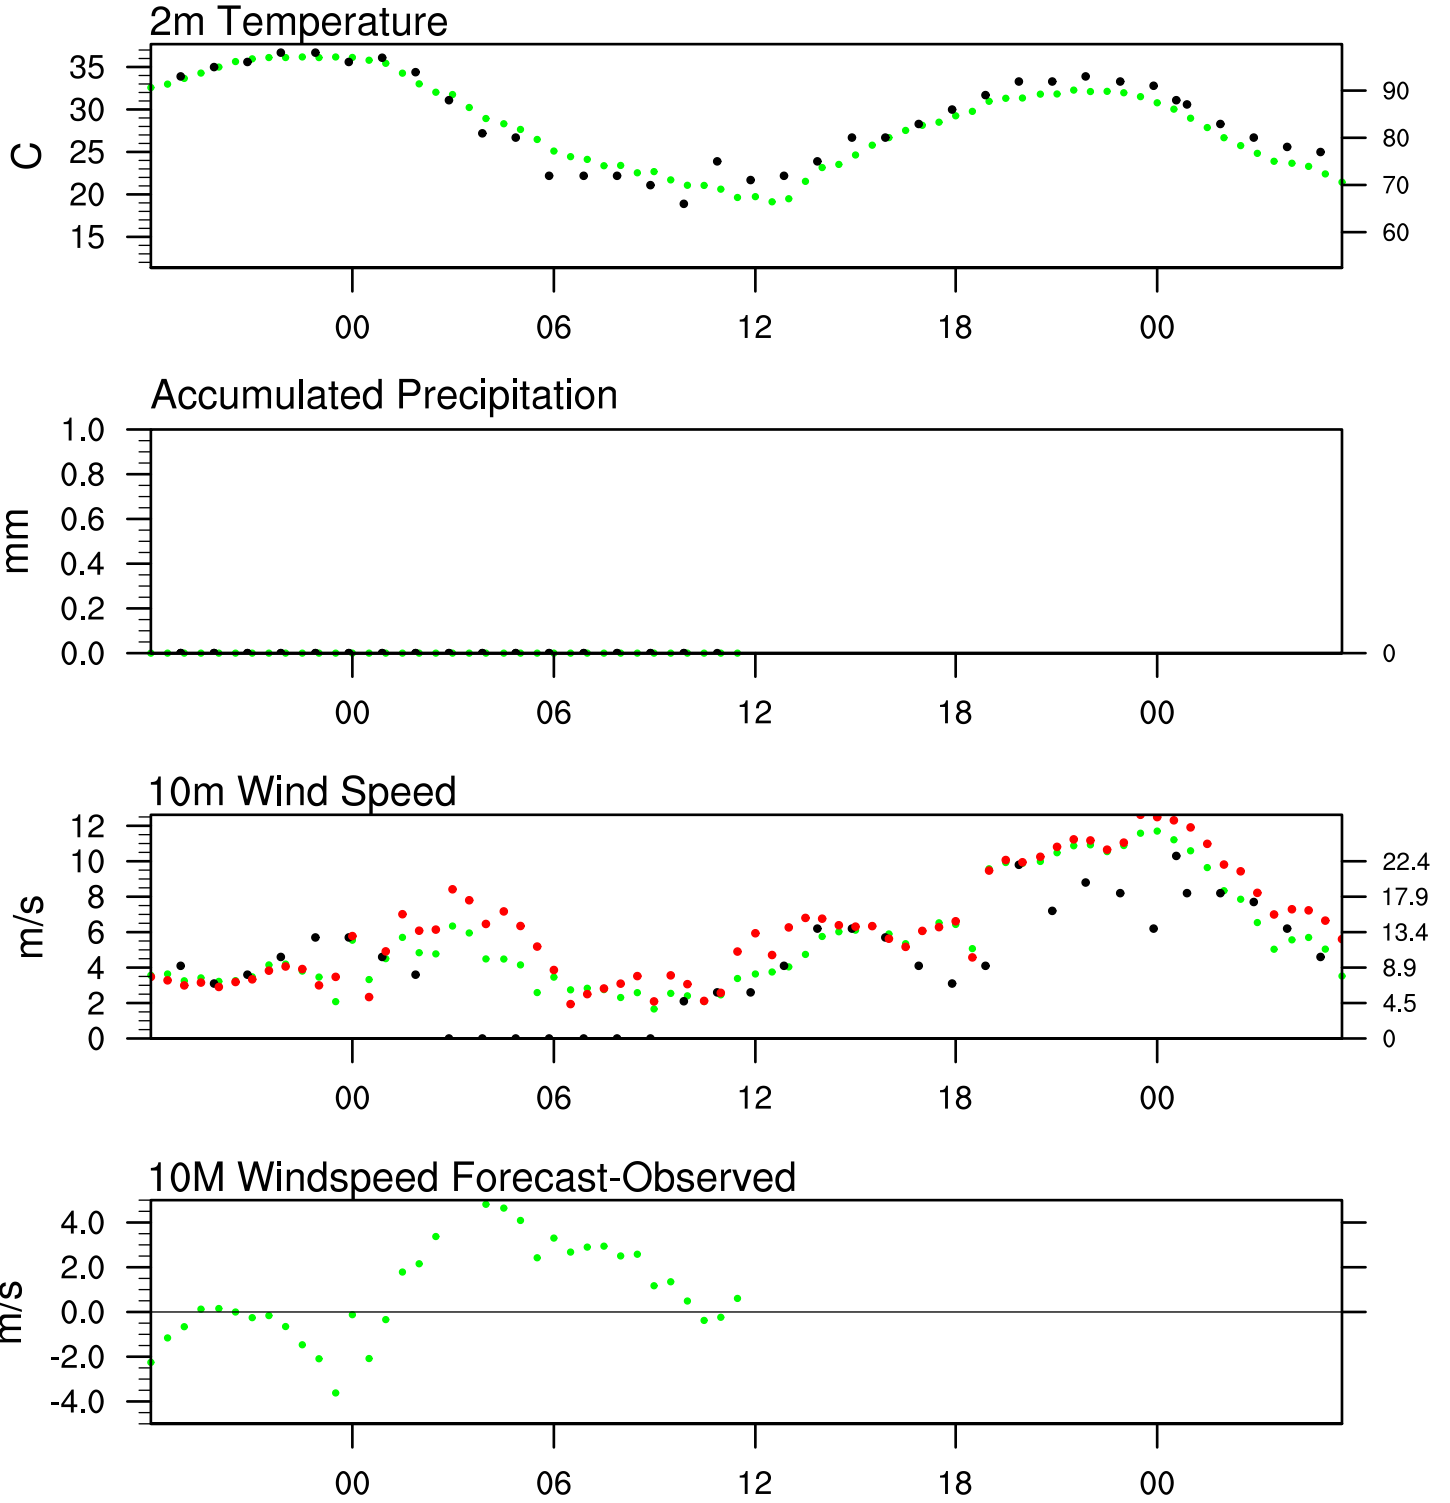 2m Temperature
35
30
25
20
15
C
90
80
70
60
00 06 12 18 00
Accumulated Precipitation
1.0
0.8
0.6
0.4
0.2
0.0
mm
0
00 06 12 18 00
10m Wind Speed
12
10
8
6
4
2
0
m/s
22.4
17.9
13.4
8.9
4.5
0
00 06 12 18 00
10M Windspeed Forecast-Observed
4.0
2.0
0.0
-2.0
-4.0
m/s
00 06 12 18 00